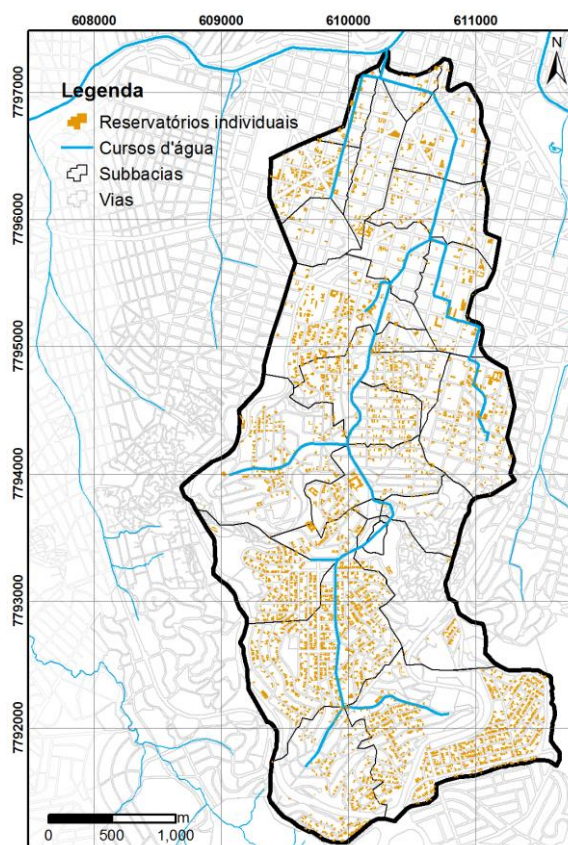 608000
609000
610000
611000
N
7797000
Legenda
Reservatórios individuais
Cursos d'água
Subbacias
Vias
7796000
7795000
7794000
7793000
7792000
m
0
500
1,000